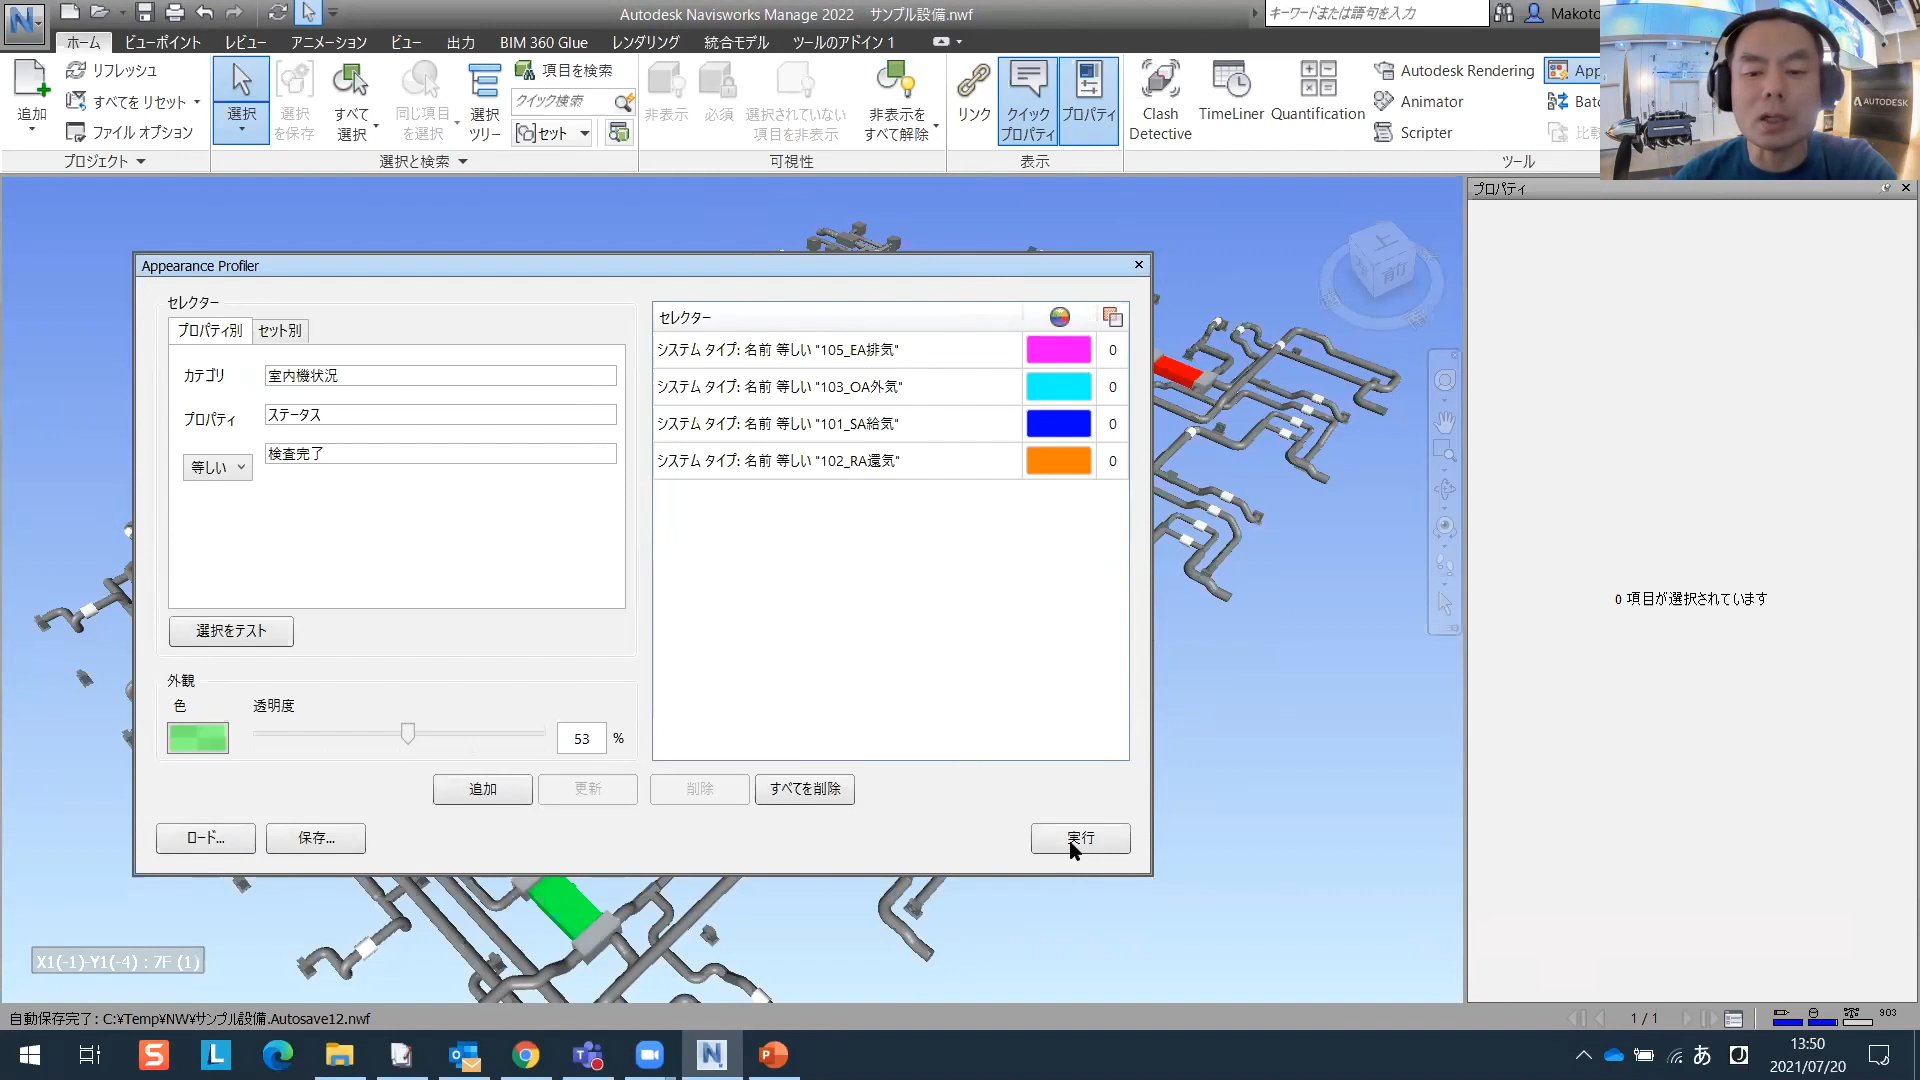 Autodesk Navisworks Manage 2022 サンプル設備.nwf
キーワードまたは語句を入力
Makoto
ホーム ビューポイント レビュー アニメーション ビュー 出力 BIM 360 Glue レンダリング 統合モデル ツールのアドイン 1
追加
リフレッシュ
すべてを リセット
ファイル オプション
プロジェクト
選択
選択
を保存
すべて
選択
同じ項目
を選択
選択
ツリー
項目を検索
クイック検索
セット
選択と検索
非表示
必須
選択されていない
項目を非表示
非表示を
すべて解除
可視性
リンク
クイック
プロパティ
プロパティ
表示
Clash
Detective
TimeLiner
Quantification
Autodesk Rendering
Animator
Scripter
App
Batc
比較
ツール
AUTODESK
プロパティ
0 項目が選択されています
上
前
Appearance Profiler
セレクター
プロパティ別 セット別
カテゴリ 室内機状況
プロパティ ステータス
等しい 検査完了
選択をテスト
外観
色 透明度
53 %
追加 更新 削除 すべてを削除
ロード... 保存... 実行
セレクター
システム タイプ: 名前 等しい "105_EA排気" 0
システム タイプ: 名前 等しい "103_OA外気" 0
システム タイプ: 名前 等しい "101_SA給気" 0
システム タイプ: 名前 等しい "102_RA還気" 0
X1(-1)-Y1(-4) : 7F (1)
自動保存完了: C:¥Temp¥NW¥サンプル設備.Autosave12.nwf
1 / 1
903
あ
13:50
2021/07/20